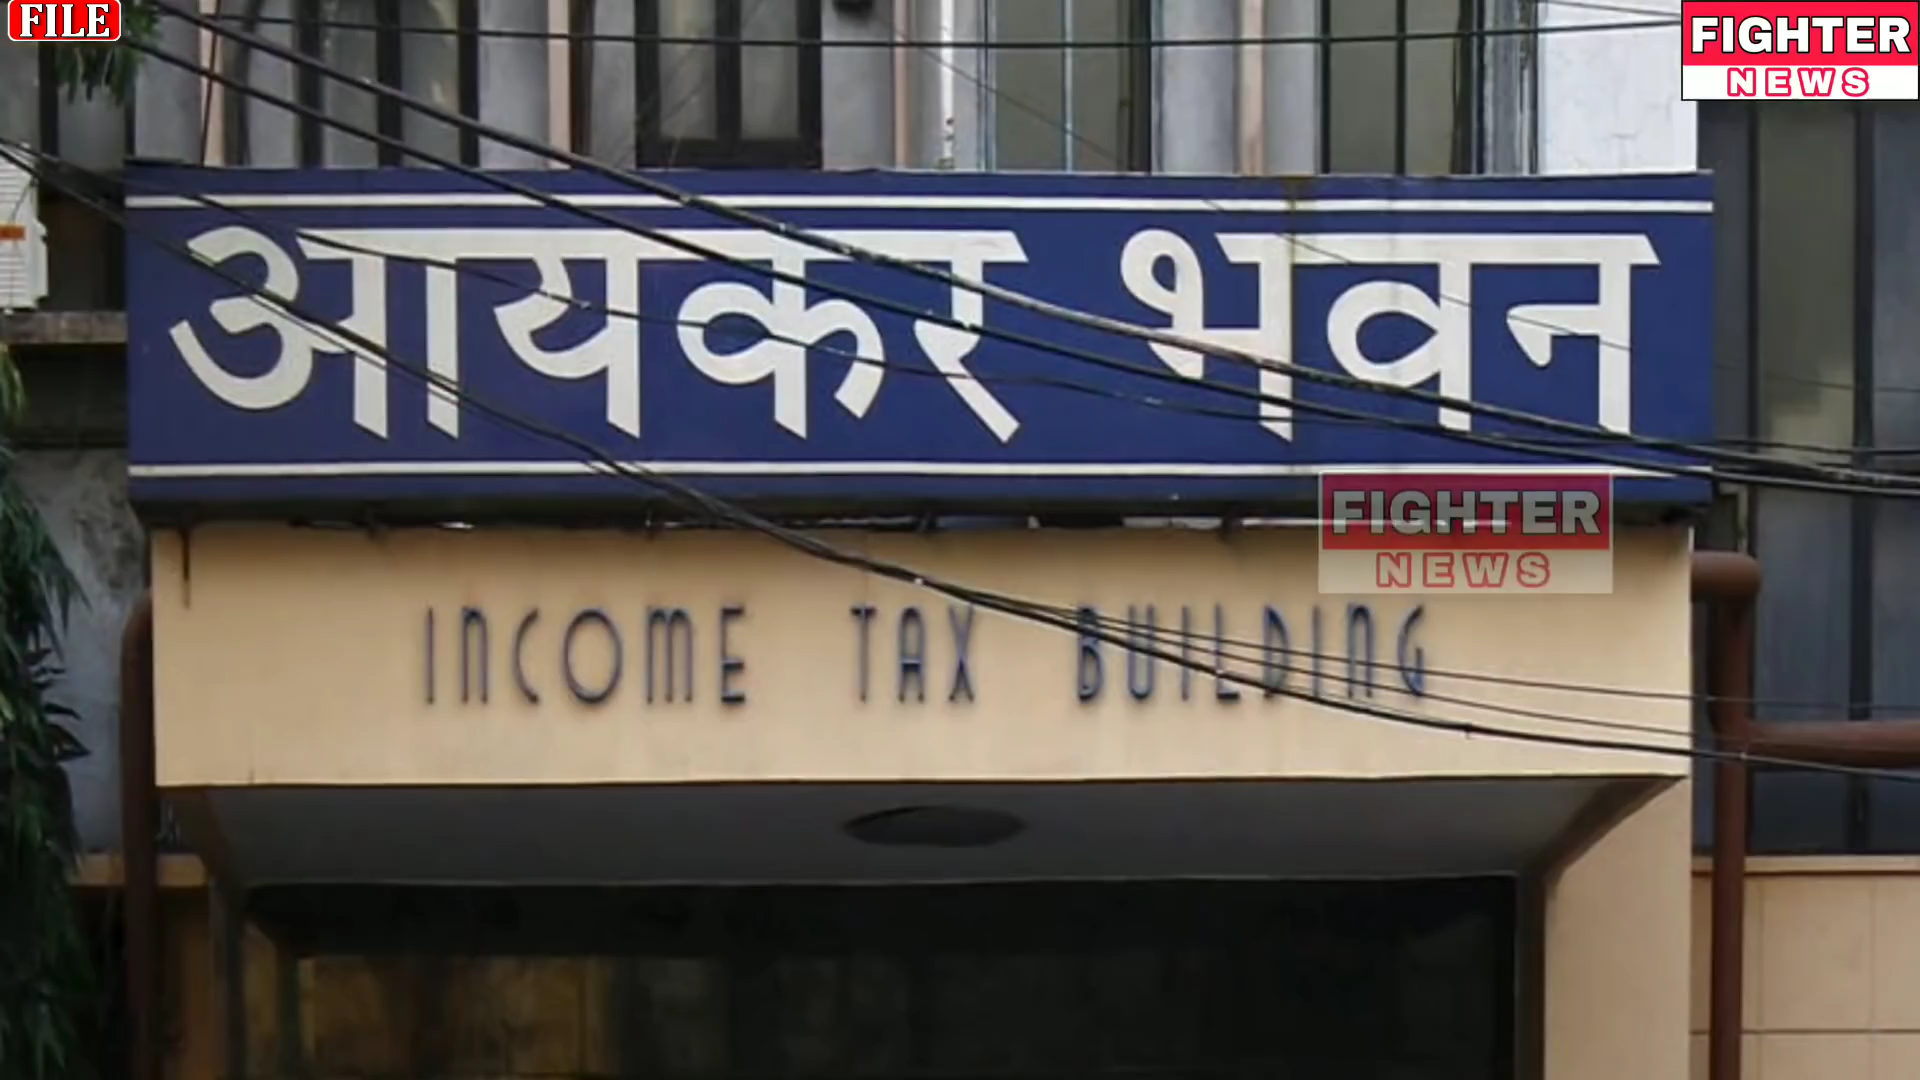 FILE
FIGHTER
NEWS
आयकर भवन
FIGHTER
NEWS
INCOME TAX BUILDING